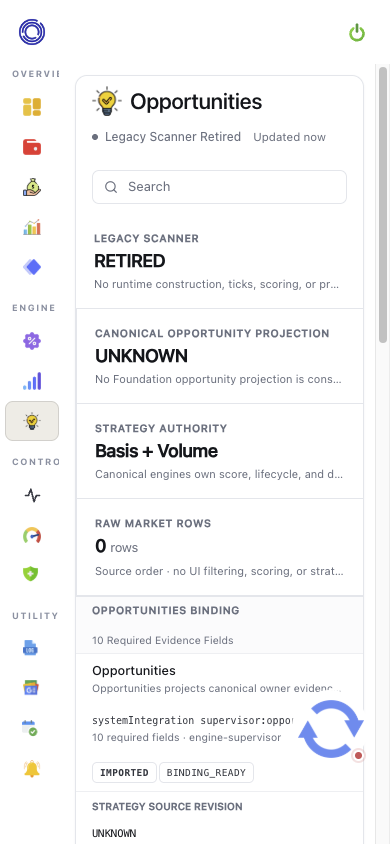 OVERVIE
Opportunities
Legacy Scanner Retired Updated now
Search
LEGACY SCANNER
RETIRED
No runtime construction, ticks, scoring, or pr...
ENGINE
CANONICAL OPPORTUNITY PROJECTION
UNKNOWN
No Foundation opportunity projection is cons...
STRATEGY AUTHORITY
Basis + Volume
CONTRO
Canonical engines own score, lifecycle, and d...
RAW MARKET ROWS
0 rows
Source order · no UI filtering, scoring, or strat...
OPPORTUNITIES BINDING
UTILITY
10 Required Evidence Fields
Opportunities
Opportunities projects canonical owner evidenc
systemIntegration supervisor:oppor
10 required fields · engine-supervisor
IMPORTED BINDING_READY
STRATEGY SOURCE REVISION
UNKNOWN